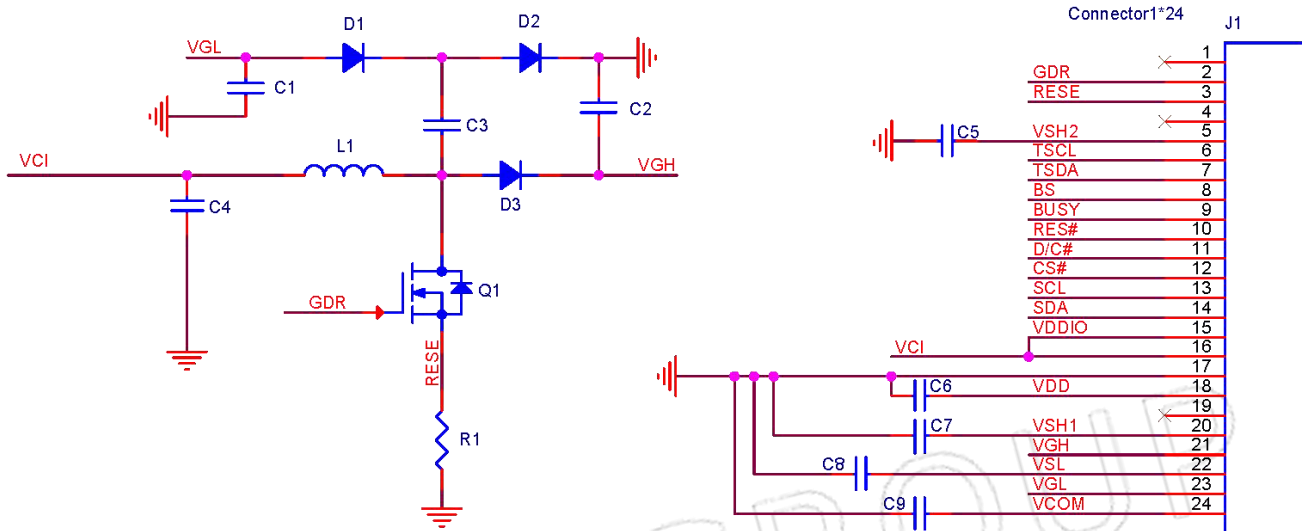 Connector1*24
J1
D1
D2
VGL
C1
C2
C3
VCI
L1
VGH
D3
C4
Q1
GDR
RESE
R1
1
GDR 2
RESE 3
4
C5 VSH2 5
TSCL 6
TSDA 7
BS 8
BUSY 9
RES# 10
D/C# 11
CS# 12
SCL 13
SDA 14
VDDIO 15
VCI 16
17
C6 VDD 18
19
C7 VSH1 20
VGH 21
C8 VSL 22
VGL 23
C9 VCOM 24